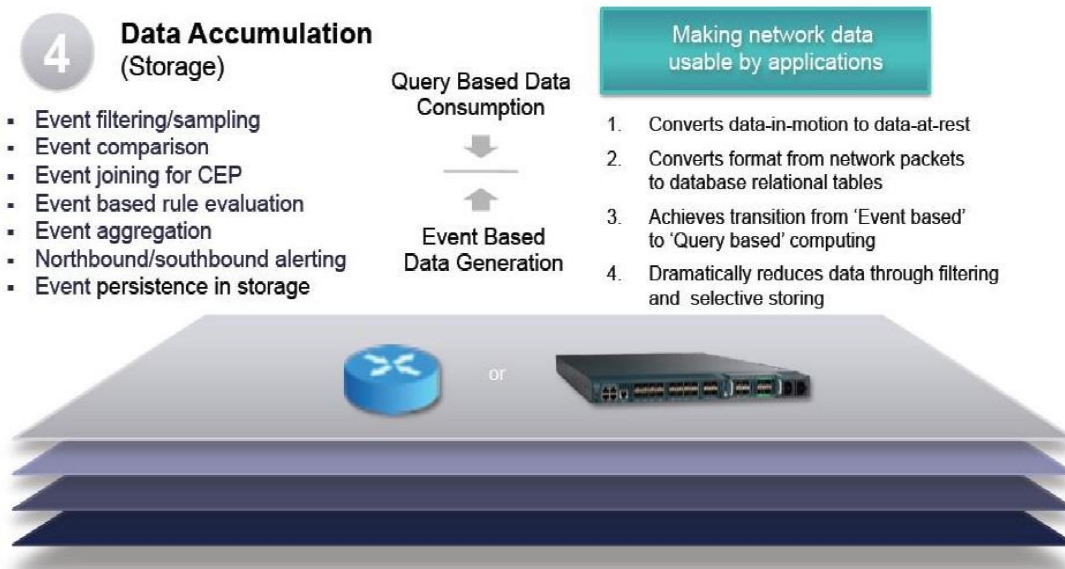 4
Data Accumulation
(Storage)
▪ Event filtering/sampling
▪ Event comparison
▪ Event joining for CEP
▪ Event based rule evaluation
▪ Event aggregation
▪ Northbound/southbound alerting
▪ Event persistence in storage
Query Based Data
Consumption
Event Based
Data Generation
Making network data
usable by applications
1. Converts data-in-motion to data-at-rest
2. Converts format from network packets
to database relational tables
3. Achieves transition from ‘Event based’
to ‘Query based’ computing
4. Dramatically reduces data through filtering
and selective storing
or